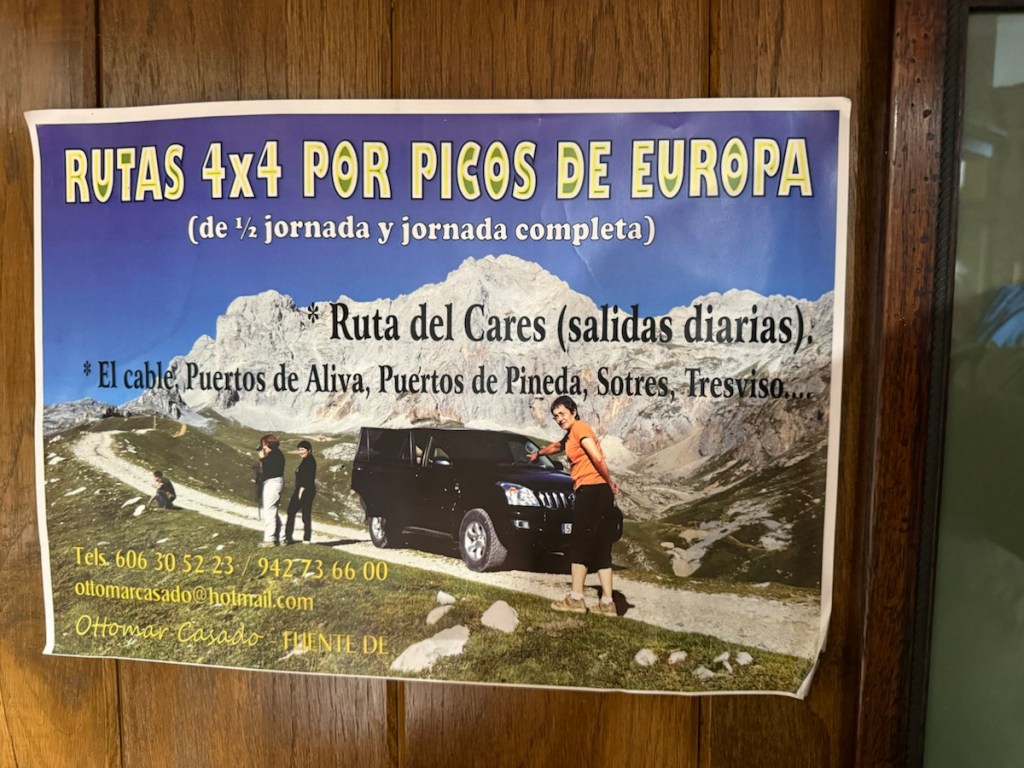 RUTAS 4x4 POR PICOS DE EUROPA
(de ½ jornada y jornada completa)
* Ruta del Cares (salidas diarias).
* El cable, Puertos de Aliva, Puertos de Pineda, Sotres, Tresviso....
Tels. 606 30 52 23 / 942 73 66 00
ottomarcasado@hotmail.com
Ottomar Casado - FUENTE DE